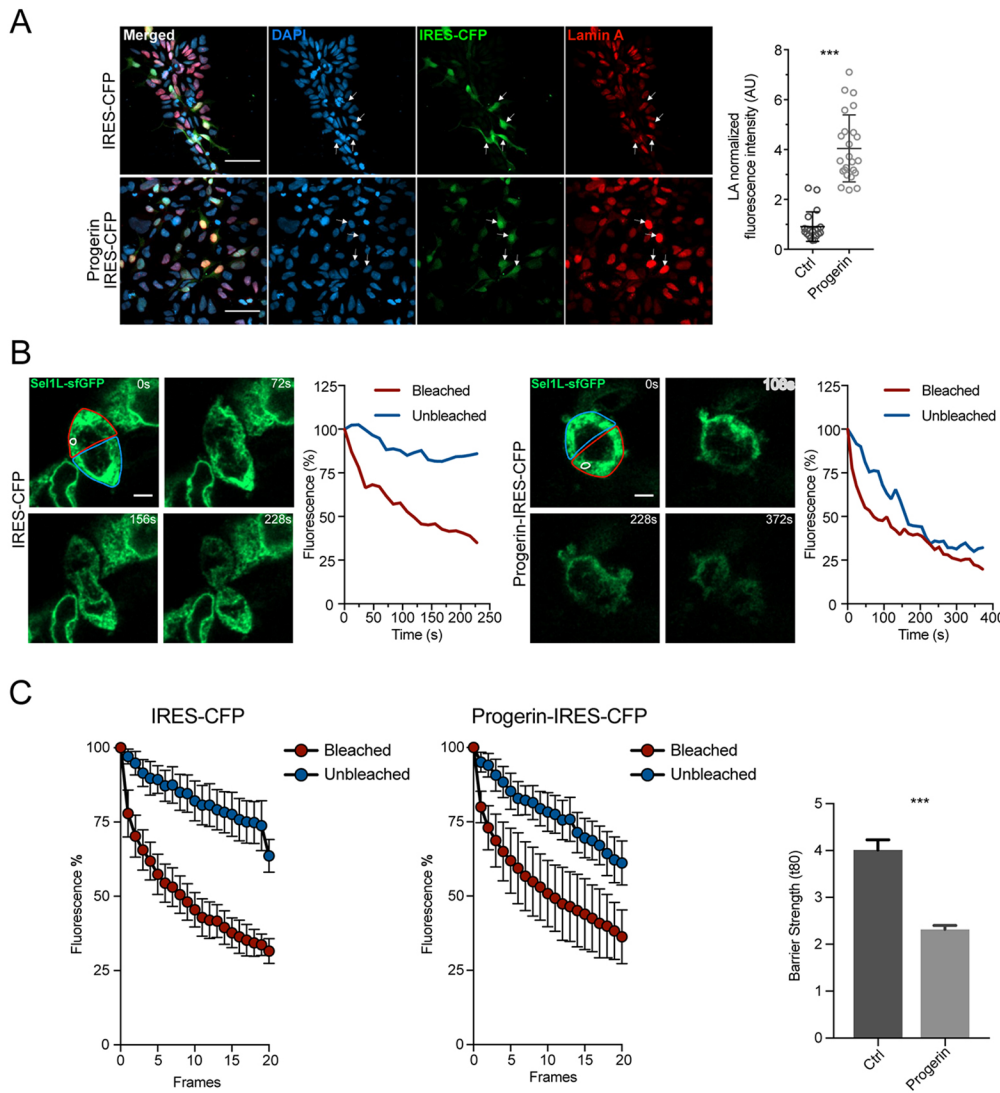 A
Merged
DAPI
IRES-CFP
Lamin A
IRES-CFP
Progerin
IRES-CFP
LA normalized
fluorescence intensity (AU)
8
6
4
2
0
***
Ctrl
Progerin
B
IRES-CFP
Sel1L-sfGFP
0s
72s
156s
228s
Fluorescence (%)
125
100
75
50
25
0
Bleached
Unbleached
0 50 100 150 200 250
Time (s)
Progerin-IRES-CFP
Sel1L-sfGFP
0s
108s
228s
372s
Fluorescence (%)
125
100
75
50
25
0
Bleached
Unbleached
0 100 200 300 400
Time (s)
C
IRES-CFP
Fluorescence %
100
75
50
25
0
Bleached
Unbleached
0 5 10 15 20
Frames
Progerin-IRES-CFP
Fluorescence %
100
75
50
25
0
Bleached
Unbleached
0 5 10 15 20
Frames
Barrier Strength (t80)
5
4
3
2
1
0
***
Ctrl
Progerin